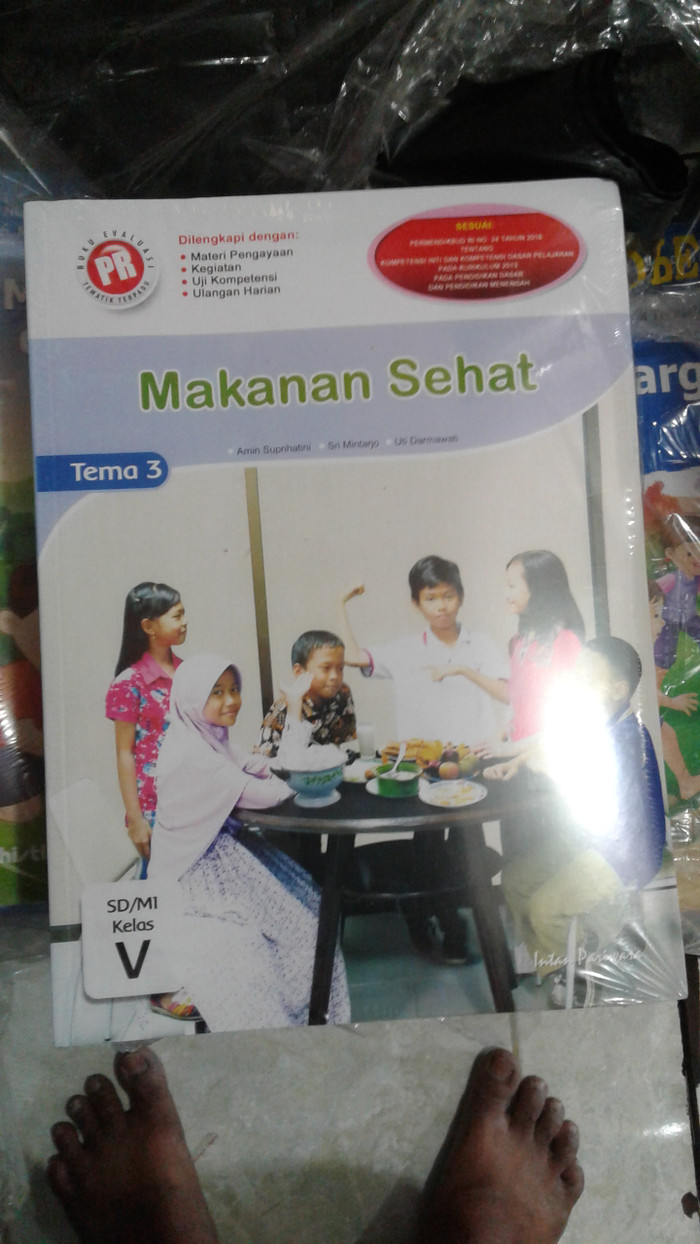 BUKU EVALUASI
PR
TEMATIK TERPADU
Dilengkapi dengan:
• Materi Pengayaan
• Kegiatan
• Uji Kompetensi
• Ulangan Harian
SESUAI:
PERMENDIKBUD RI NO. 24 TAHUN 2016
TENTANG
KOMPETENSI INTI DAN KOMPETENSI DASAR PELAJARAN
PADA KURIKULUM 2013
PADA PENDIDIKAN DASAR
DAN PENDIDIKAN MENENGAH
Makanan Sehat
• Amin Suprihatini • Sri Mintarjo • Uti Darmawati
Tema 3
arg
SD/MI
Kelas
V
Intan Pariwara